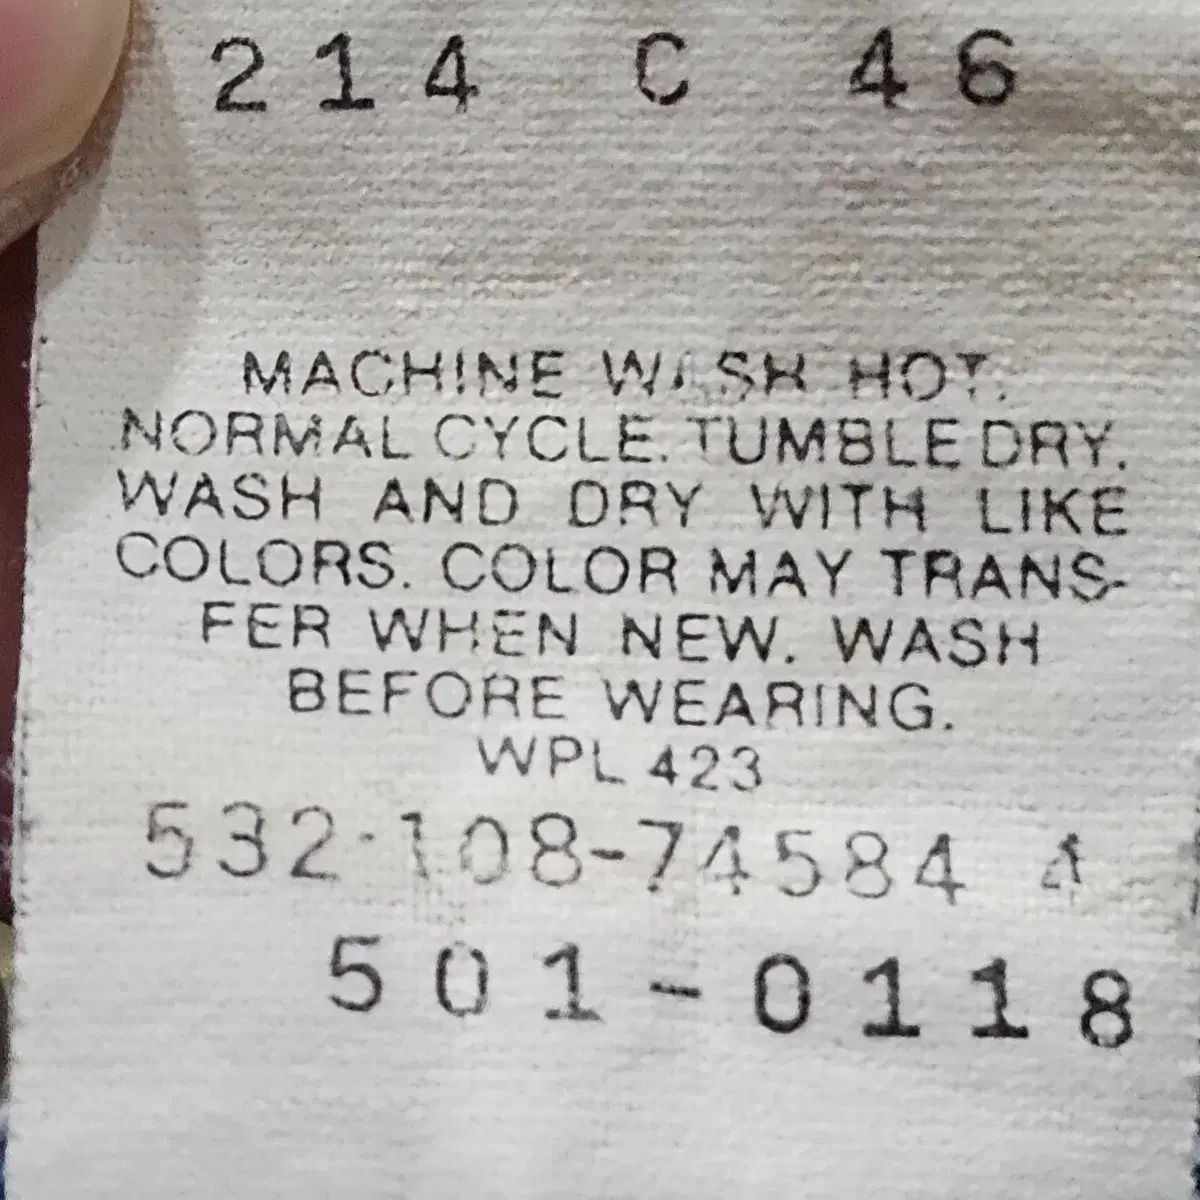 214 C 46
MACHINE WASH HOT.
NORMAL CYCLE. TUMBLE DRY.
WASH AND DRY WITH LIKE
COLORS. COLOR MAY TRANS-
FER WHEN NEW. WASH
BEFORE WEARING.
WPL 423
532-108-74584 4
501-0118